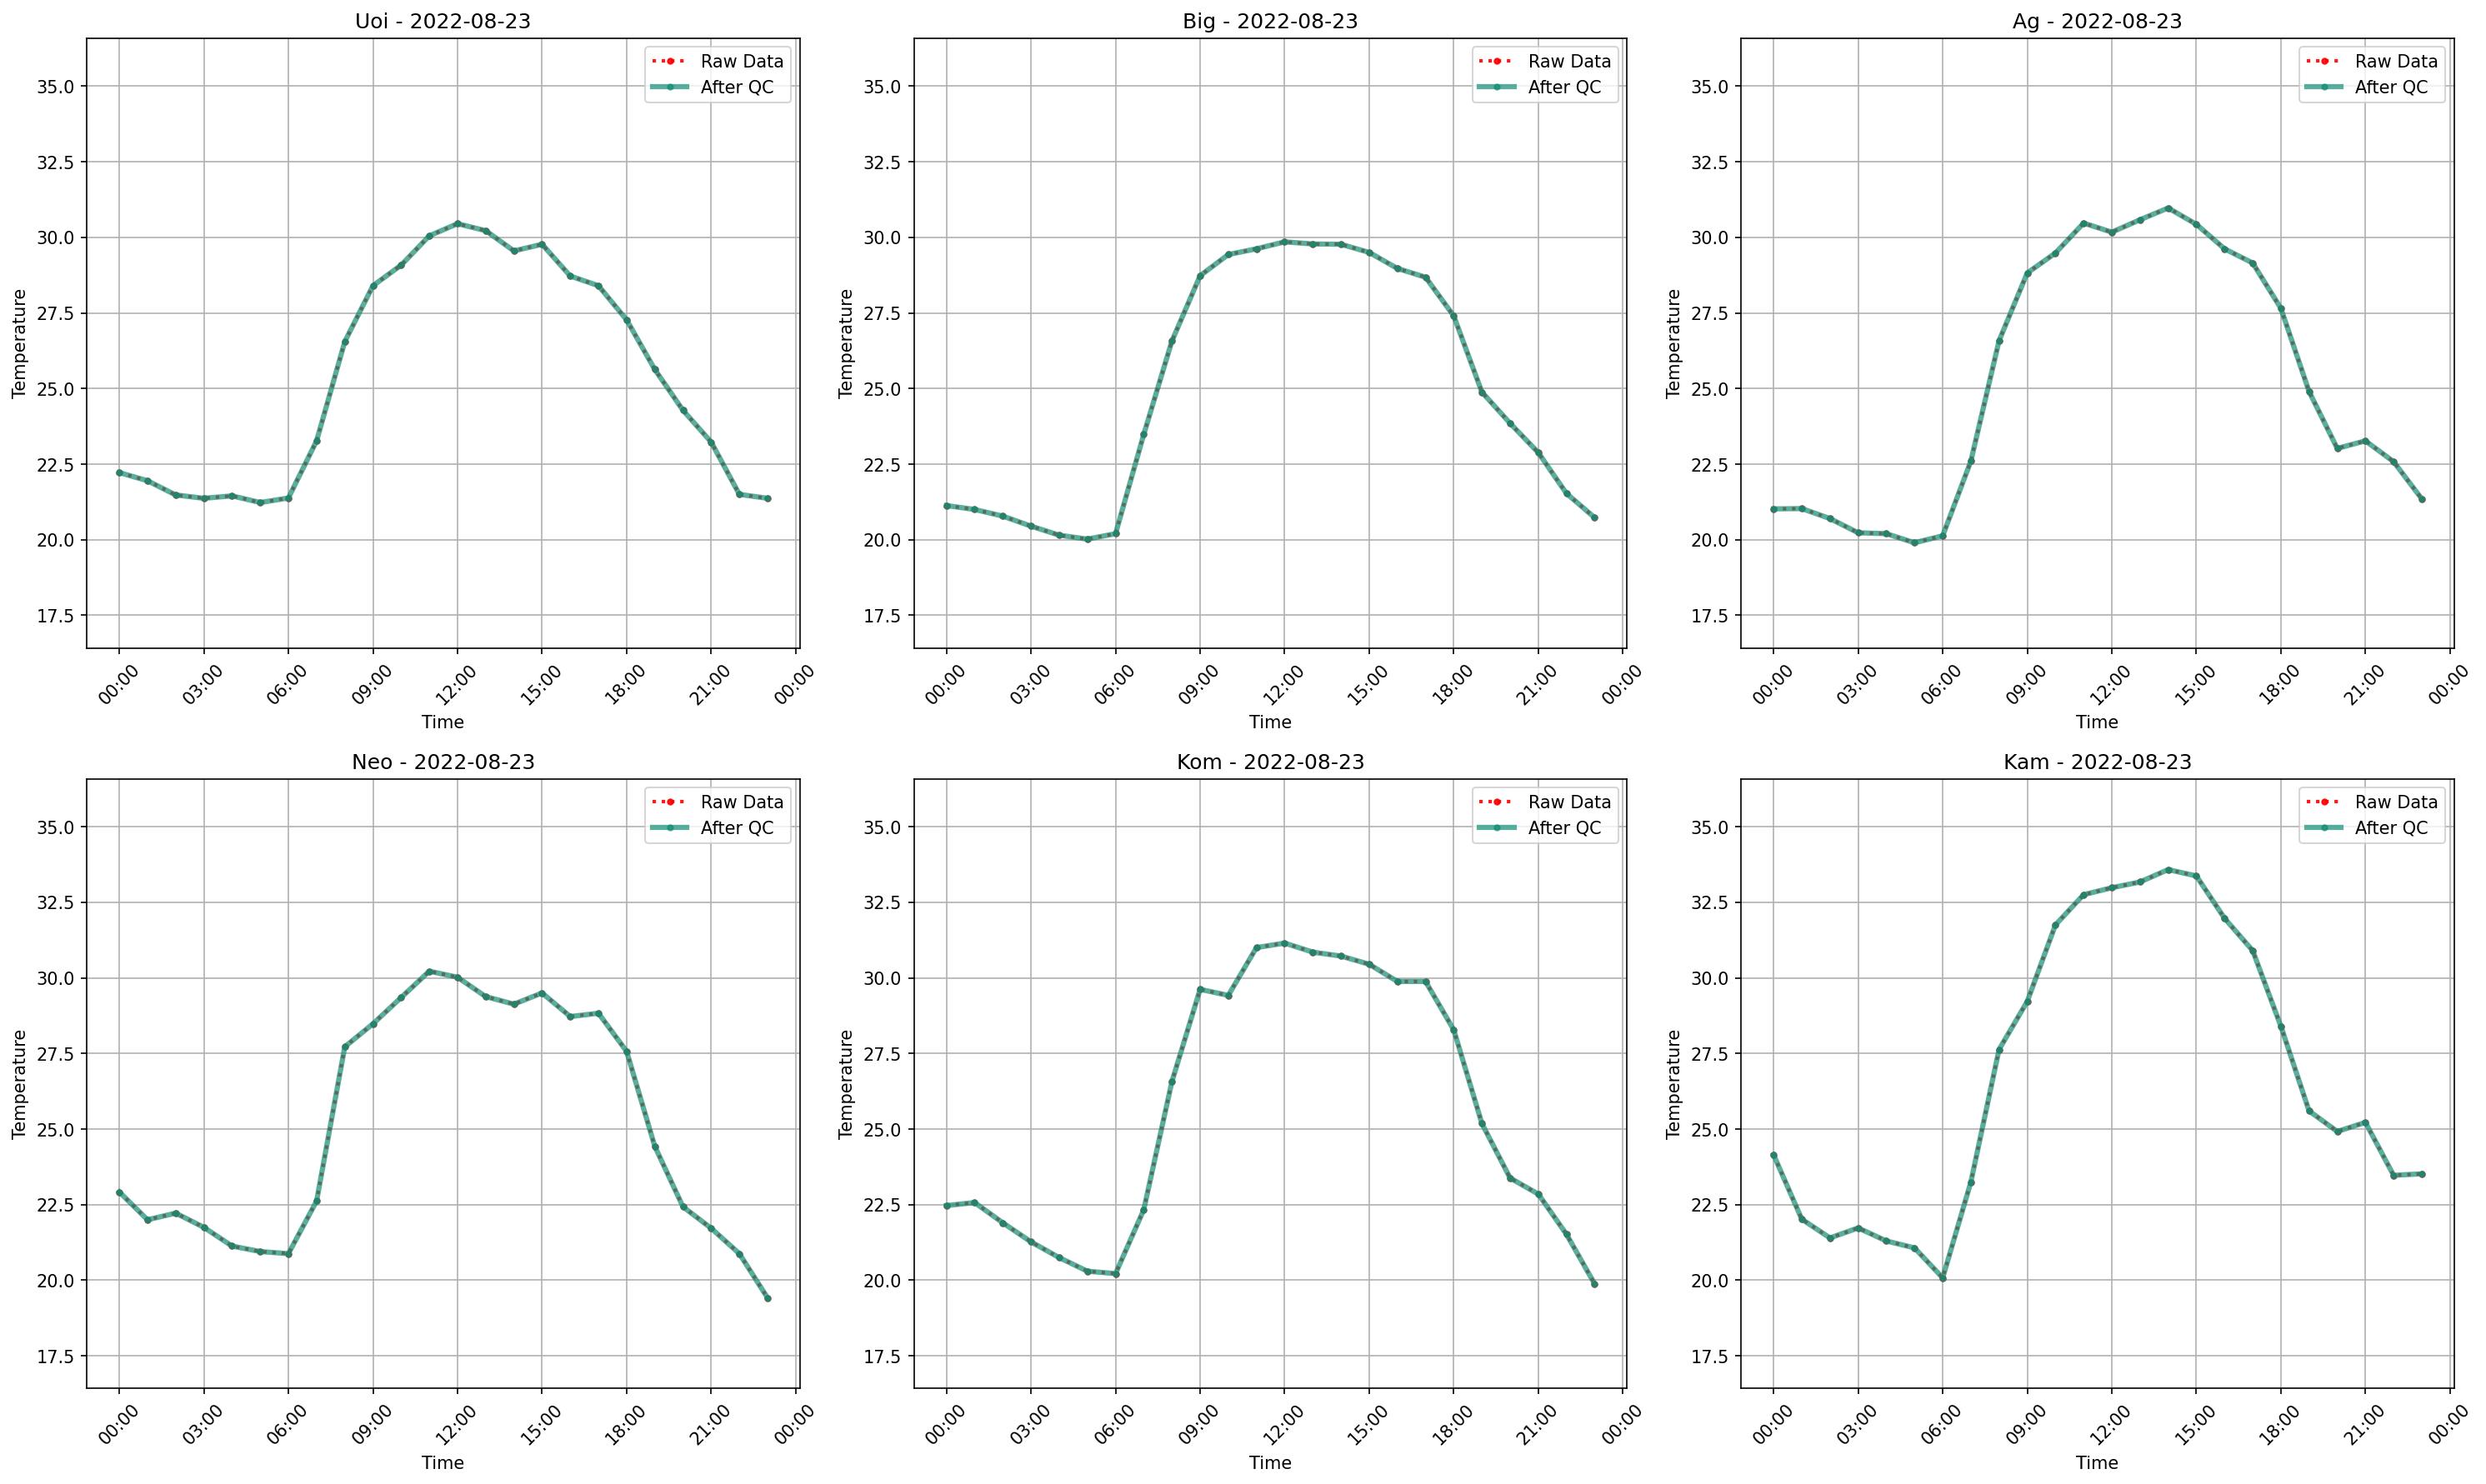 Uoi - 2022-08-23
Raw Data
After QC
35.0
32.5
30.0
27.5
25.0
22.5
20.0
17.5
Temperature
00:00 03:00 06:00 09:00 12:00 15:00 18:00 21:00 00:00
Time
Big - 2022-08-23
Raw Data
After QC
35.0
32.5
30.0
27.5
25.0
22.5
20.0
17.5
Temperature
00:00 03:00 06:00 09:00 12:00 15:00 18:00 21:00 00:00
Time
Ag - 2022-08-23
Raw Data
After QC
35.0
32.5
30.0
27.5
25.0
22.5
20.0
17.5
Temperature
00:00 03:00 06:00 09:00 12:00 15:00 18:00 21:00 00:00
Time
Neo - 2022-08-23
Raw Data
After QC
35.0
32.5
30.0
27.5
25.0
22.5
20.0
17.5
Temperature
00:00 03:00 06:00 09:00 12:00 15:00 18:00 21:00 00:00
Time
Kom - 2022-08-23
Raw Data
After QC
35.0
32.5
30.0
27.5
25.0
22.5
20.0
17.5
Temperature
00:00 03:00 06:00 09:00 12:00 15:00 18:00 21:00 00:00
Time
Kam - 2022-08-23
Raw Data
After QC
35.0
32.5
30.0
27.5
25.0
22.5
20.0
17.5
Temperature
00:00 03:00 06:00 09:00 12:00 15:00 18:00 21:00 00:00
Time